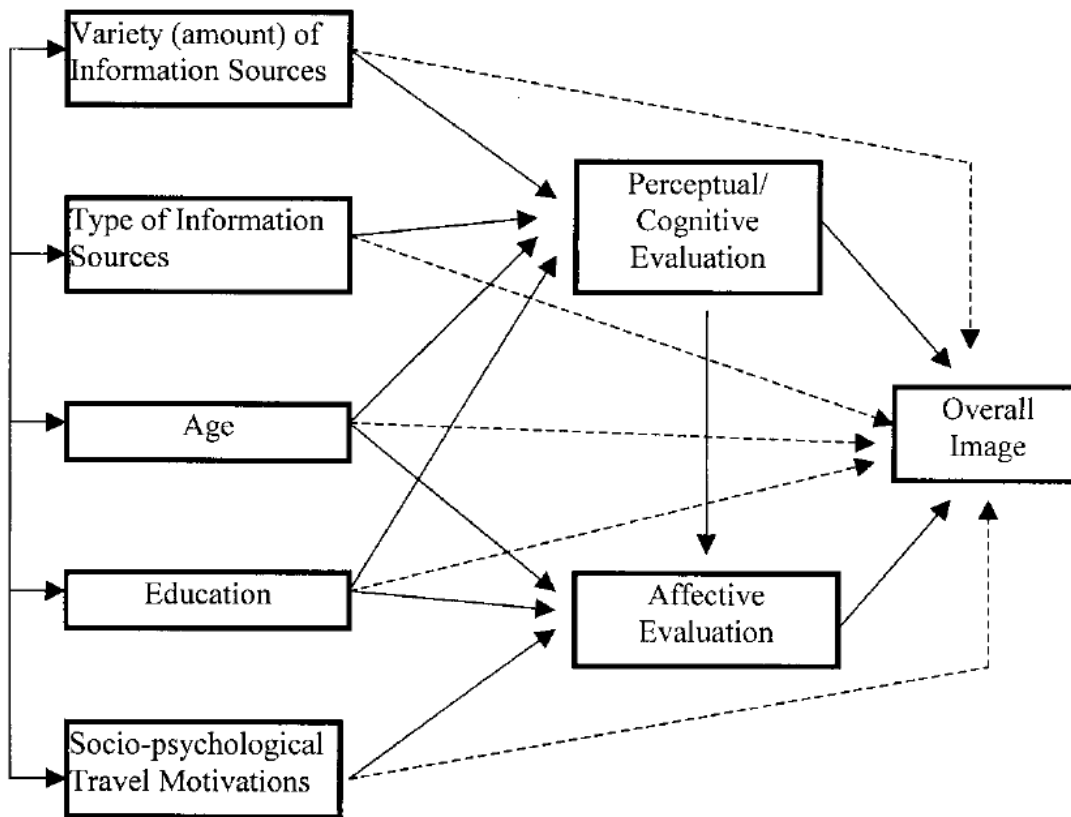 Variety (amount) of
Information Sources
Perceptual/
Cognitive
Evaluation
Type of Information
Sources
Age
Overall
Image
Education
Affective
Evaluation
Socio-psychological
Travel Motivations